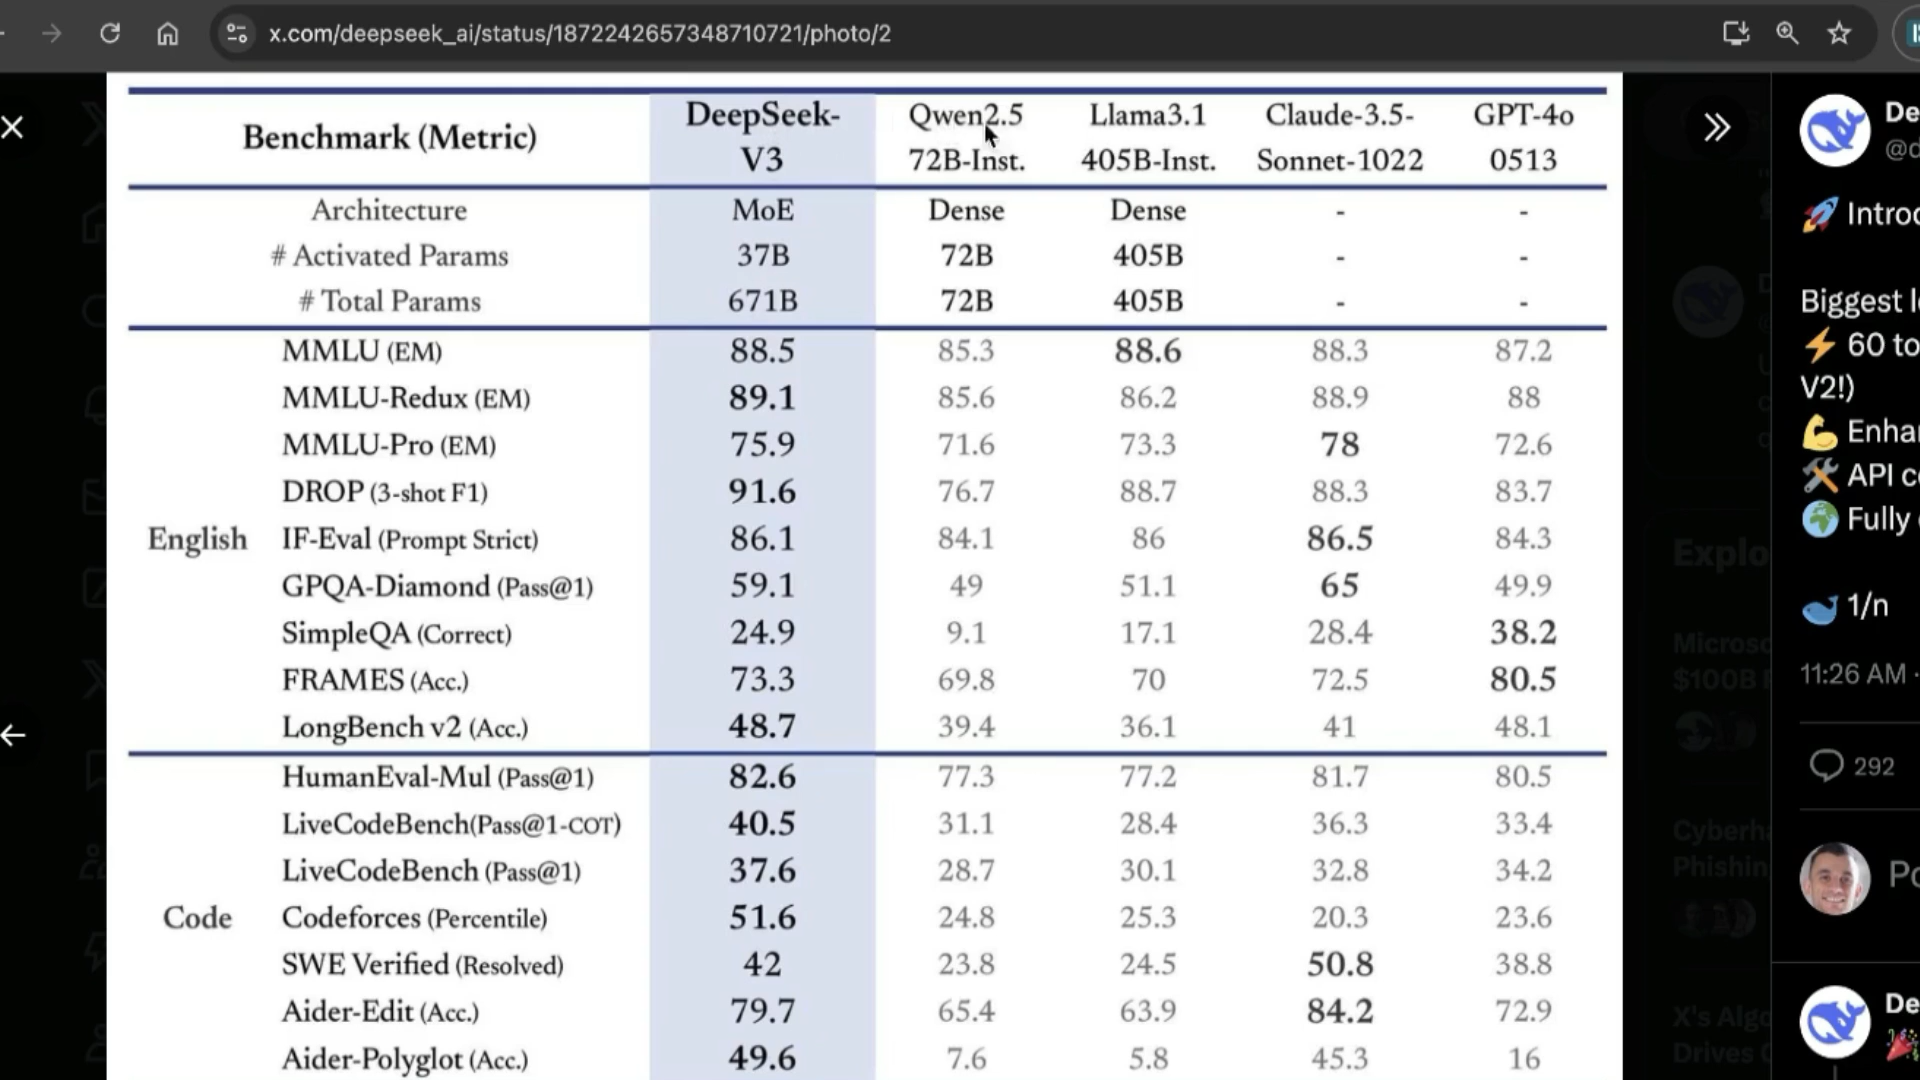 x.com/deepseek_ai/status/1872242657348710721/photo/2
Benchmark (Metric) DeepSeek-V3 Qwen2.5 72B-Inst. Llama3.1 405B-Inst. Claude-3.5-Sonnet-1022 GPT-4o 0513
Architecture MoE Dense Dense - -
# Activated Params 37B 72B 405B - -
# Total Params 671B 72B 405B - -
English
MMLU (EM) 88.5 85.3 88.6 88.3 87.2
MMLU-Redux (EM) 89.1 85.6 86.2 88.9 88
MMLU-Pro (EM) 75.9 71.6 73.3 78 72.6
DROP (3-shot F1) 91.6 76.7 88.7 88.3 83.7
IF-Eval (Prompt Strict) 86.1 84.1 86 86.5 84.3
GPQA-Diamond (Pass@1) 59.1 49 51.1 65 49.9
SimpleQA (Correct) 24.9 9.1 17.1 28.4 38.2
FRAMES (Acc.) 73.3 69.8 70 72.5 80.5
LongBench v2 (Acc.) 48.7 39.4 36.1 41 48.1
Code
HumanEval-Mul (Pass@1) 82.6 77.3 77.2 81.7 80.5
LiveCodeBench(Pass@1-COT) 40.5 31.1 28.4 36.3 33.4
LiveCodeBench (Pass@1) 37.6 28.7 30.1 32.8 34.2
Codeforces (Percentile) 51.6 24.8 25.3 20.3 23.6
SWE Verified (Resolved) 42 23.8 24.5 50.8 38.8
Aider-Edit (Acc.) 79.7 65.4 63.9 84.2 72.9
Aider-Polyglot (Acc.) 49.6 7.6 5.8 45.3 16
De
@d
🚀 Introd
Biggest l
⚡ 60 to
V2!)
💪 Enhan
🛠 API co
🌍 Fully
🐋 1/n
11:26 AM ·
292
Po
De
🎉
Explo
Microso
$100B
Cyberha
Phishin
X's Algo
Drives